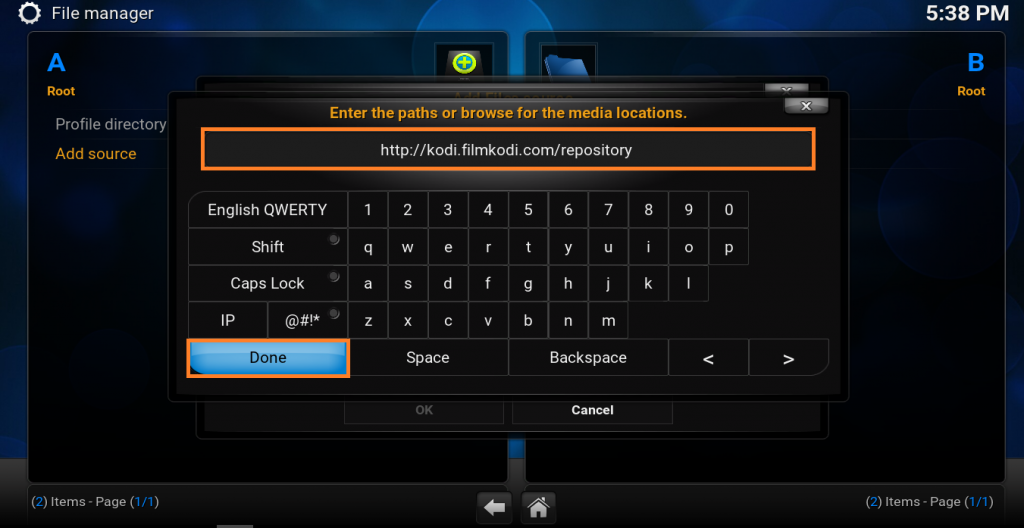 File manager
5:38 PM
A
B
Root
Root
Profile directory
Add source
Enter the paths or browse for the media locations.
http://kodi.filmkodi.com/repository
English QWERTY 1 2 3 4 5 6 7 8 9 0
Shift q w e r t y u i o p
Caps Lock a s d f g h j k l
IP @#!* z x c v b n m
Done Space Backspace < >
OK Cancel
(2) Items - Page (1/1)
(2) Items - Page (1/1)